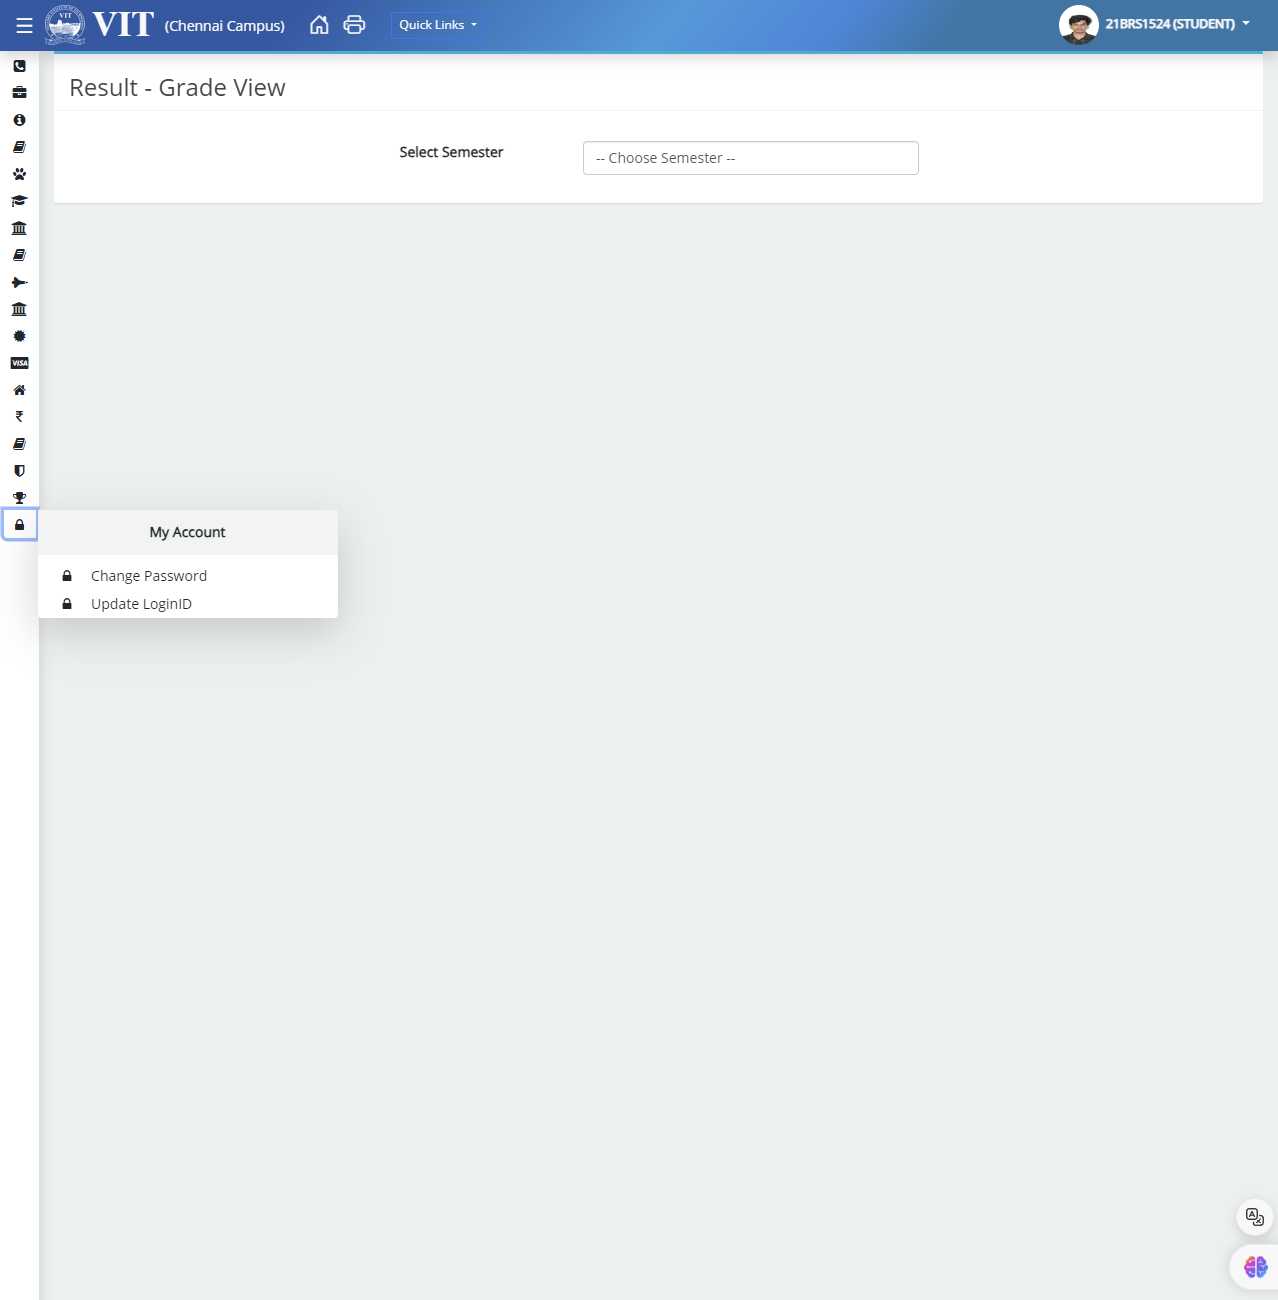 VIT (Chennai Campus) Quick Links 21BRS1524 (STUDENT)
Result - Grade View
Select Semester -- Choose Semester --
VISA
My Account
Change Password
Update LoginID